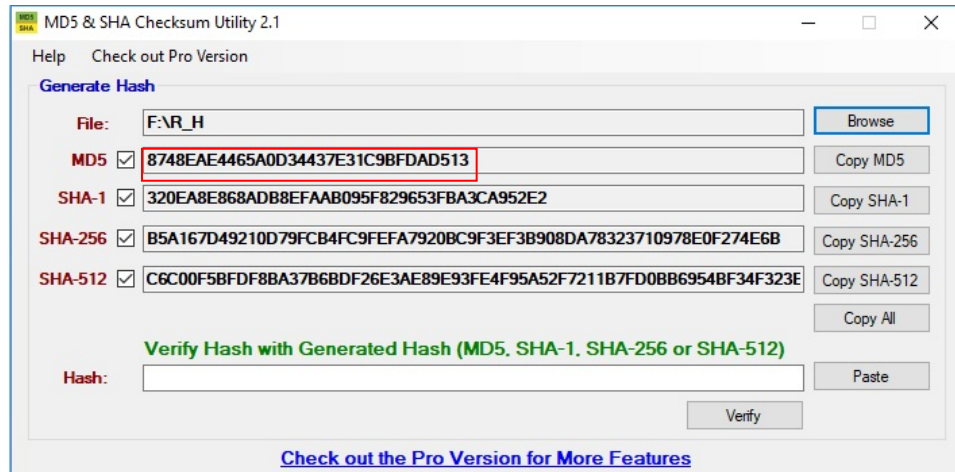 MD5 SHA MD5 & SHA Checksum Utility 2.1
Help Check out Pro Version
Generate Hash
File: F:\R_H Browse
MD5 8748EAE4465A0D34437E31C9BFDAD513 Copy MD5
SHA-1 320EA8E868ADB8EFAAB095F829653FBA3CA952E2 Copy SHA-1
SHA-256 B5A167D49210D79FCB4FC9FEFA7920BC9F3EF3B908DA78323710978E0F274E6B Copy SHA-256
SHA-512 C6C00F5BFDF8BA37B6BDF26E3AE89E93FE4F95A52F7211B7FD0BB6954BF34F323E Copy SHA-512
Copy All
Verify Hash with Generated Hash (MD5, SHA-1, SHA-256 or SHA-512)
Hash: Paste
Verify
Check out the Pro Version for More Features